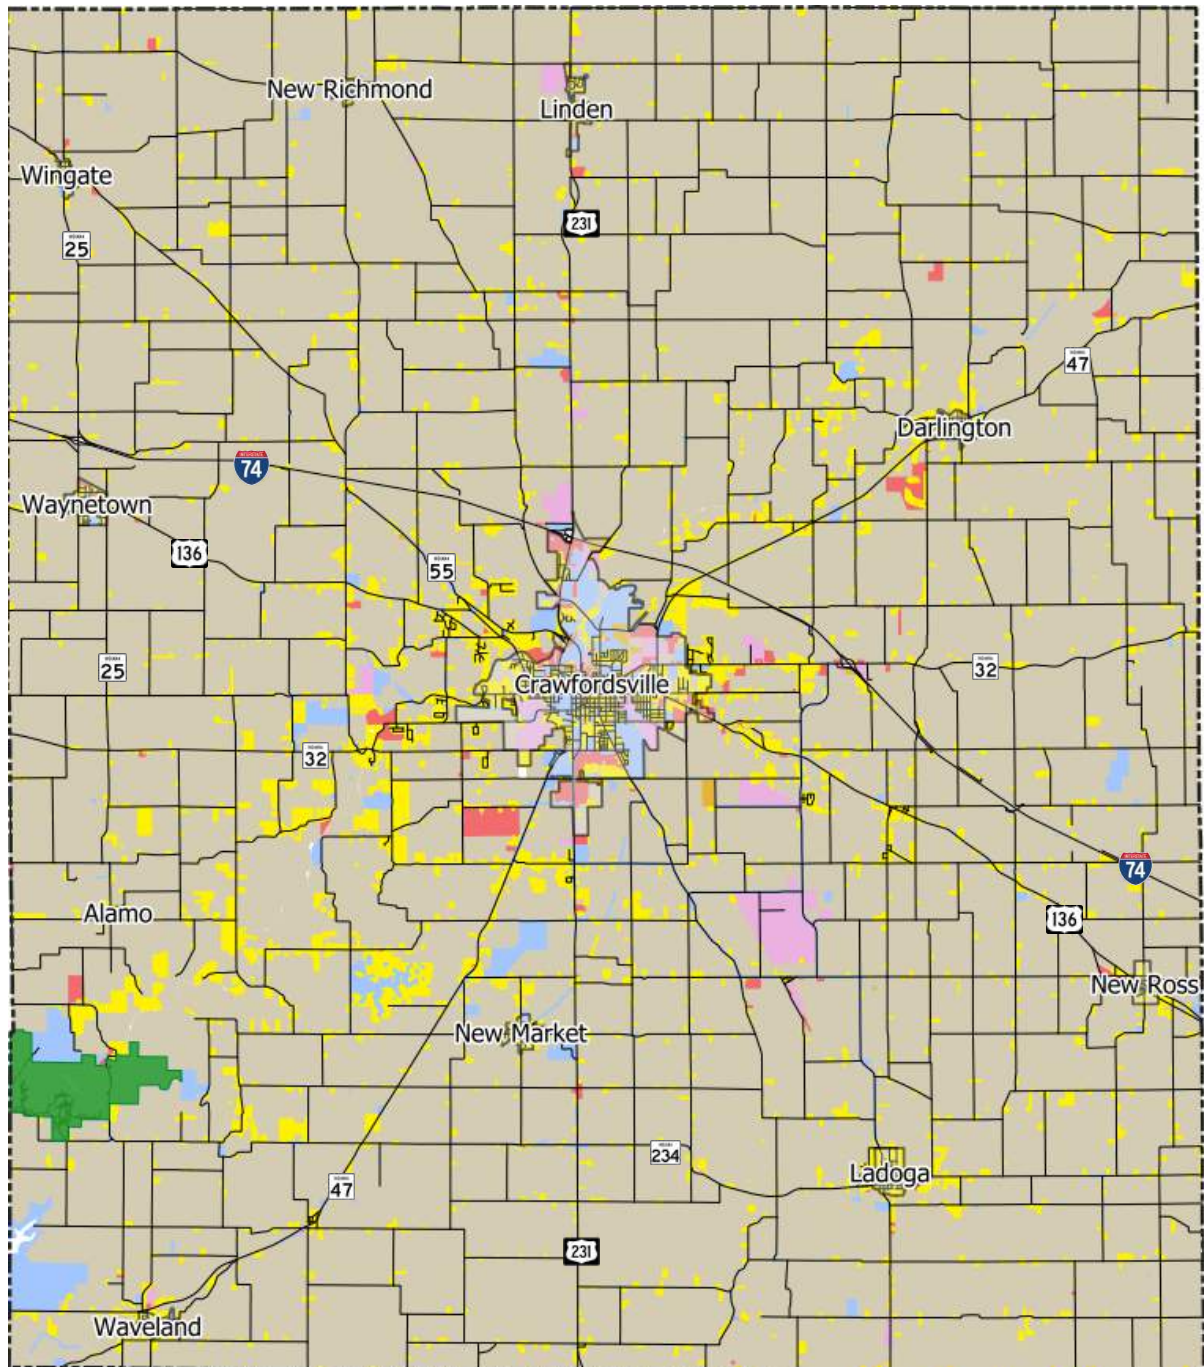 New Richmond
Linden
Wingate
231
25
47
Darlington
74
Waynetown
136
55
25
32
Crawfordsville
32
74
Alamo
136
New Ross
New Market
234
Ladoga
47
231
Waveland